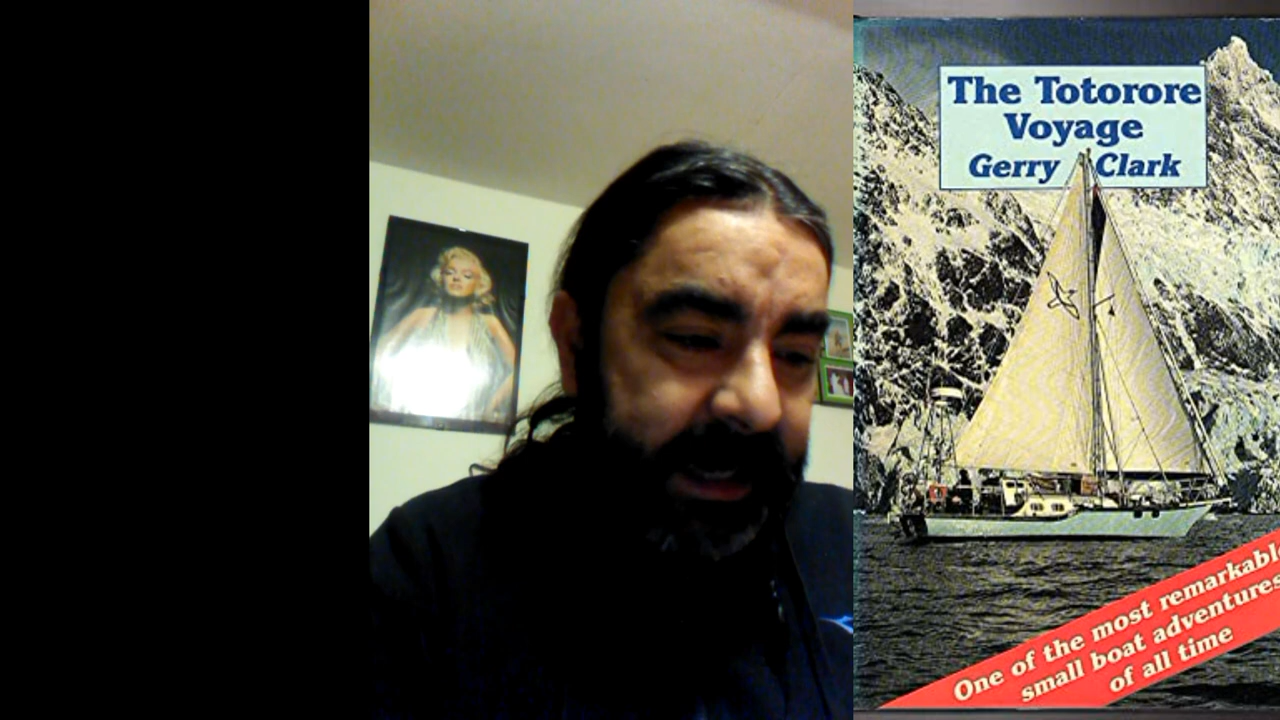 The Totorore
Voyage
Gerry Clark
One of the most remarkable
small boat adventures
of all time